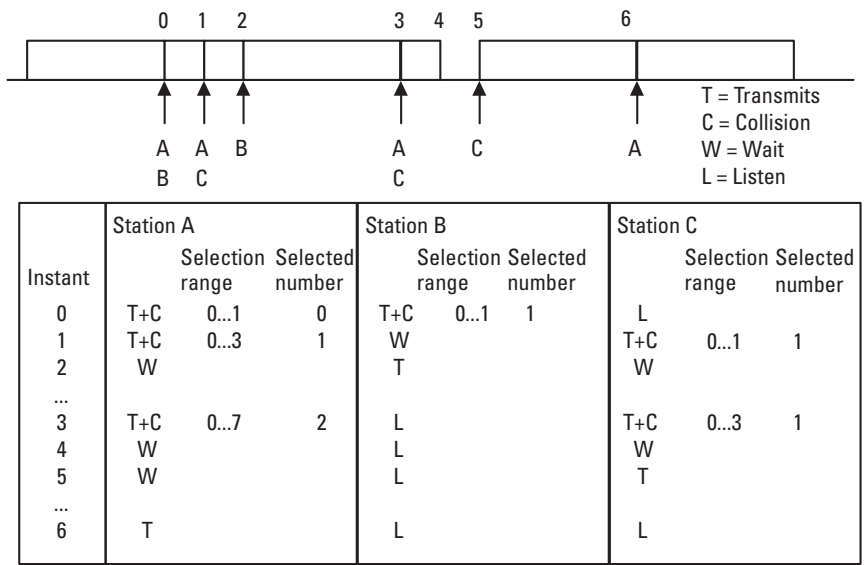 0 1 2 3 4 5 6
A A B A C A
B C C
T = Transmits
C = Collision
W = Wait
L = Listen
Station A Station B Station C
Selection Selected Selection Selected Selection Selected
Instant range number range number range number
0 T+C 0...1 0 T+C 0...1 1 L
1 T+C 0...3 1 W T+C 0...1 1
2 W T W
...
3 T+C 0...7 2 L T+C 0...3 1
4 W L W
5 W L T
...
6 T L L